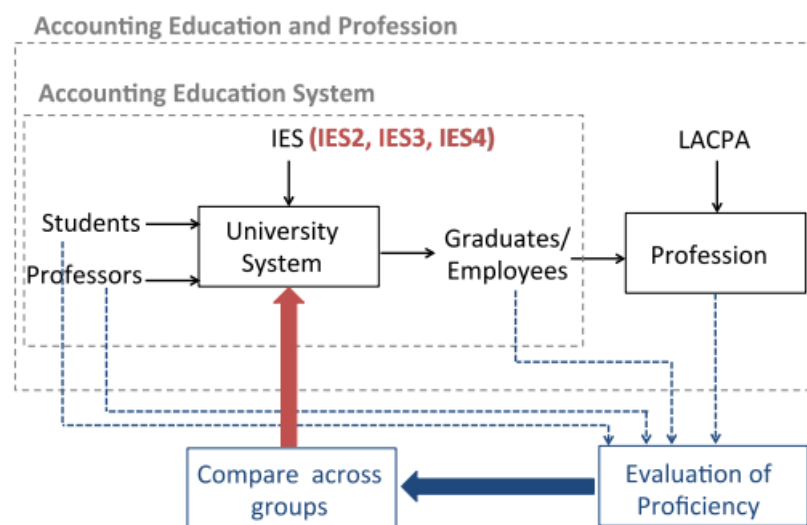 Accounting Education and Profession
Accounting Education System
IES (IES2, IES3, IES4)
LACPA
Students
Professors
University
System
Graduates/
Employees
Profession
Compare across
groups
Evaluation of
Proficiency